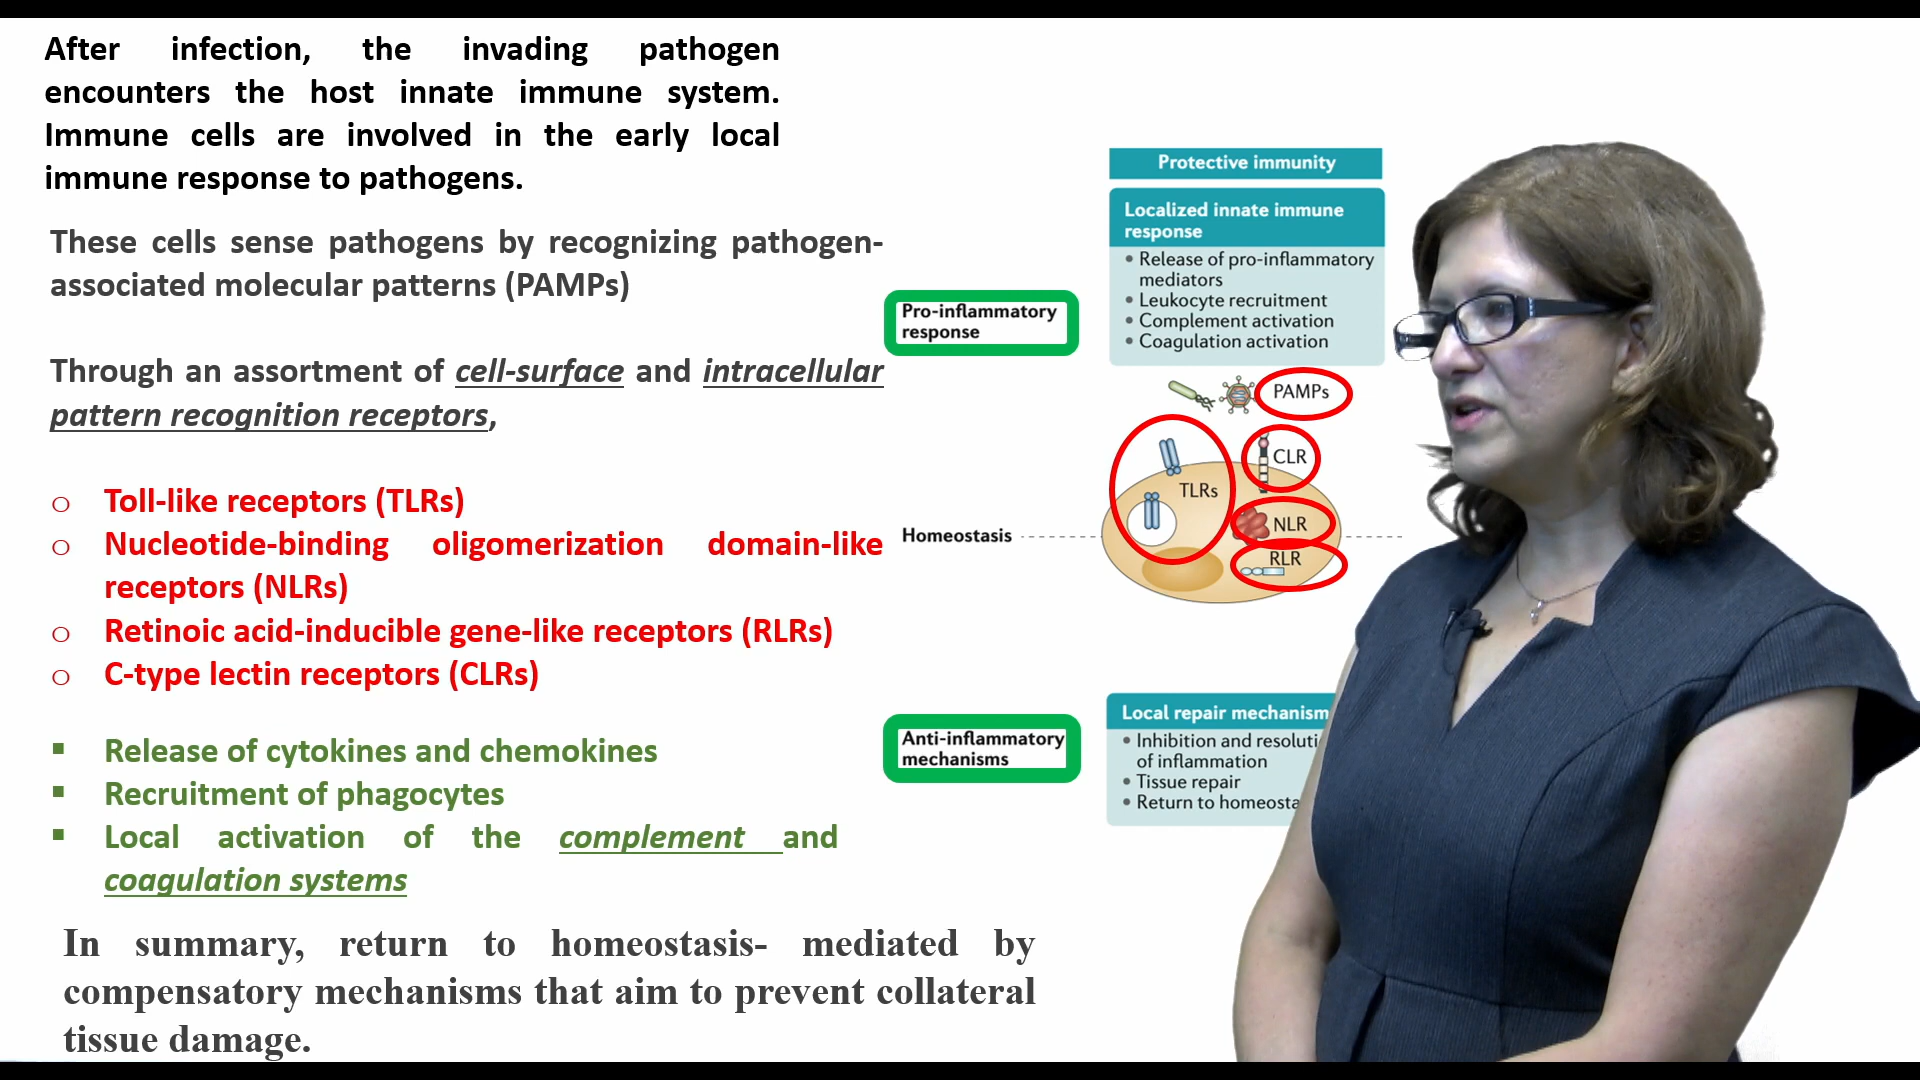 After infection, the invading pathogen
encounters the host innate immune system.
Immune cells are involved in the early local
immune response to pathogens.
These cells sense pathogens by recognizing pathogen-
associated molecular patterns (PAMPs)
Through an assortment of cell-surface and intracellular
pattern recognition receptors,
o Toll-like receptors (TLRs)
o Nucleotide-binding oligomerization domain-like
receptors (NLRs)
o Retinoic acid-inducible gene-like receptors (RLRs)
o C-type lectin receptors (CLRs)
▪ Release of cytokines and chemokines
▪ Recruitment of phagocytes
▪ Local activation of the complement and
coagulation systems
In summary, return to homeostasis- mediated by
compensatory mechanisms that aim to prevent collateral
tissue damage.
Protective immunity
Localized innate immune
response
• Release of pro-inflammatory
mediators
• Leukocyte recruitment
• Complement activation
• Coagulation activation
Pro-inflammatory
response
PAMPs
CLR
TLRs
NLR
RLR
Homeostasis
Anti-inflammatory
mechanisms
Local repair mechanism
• Inhibition and resoluti
of inflammation
• Tissue repair
• Return to homeosta